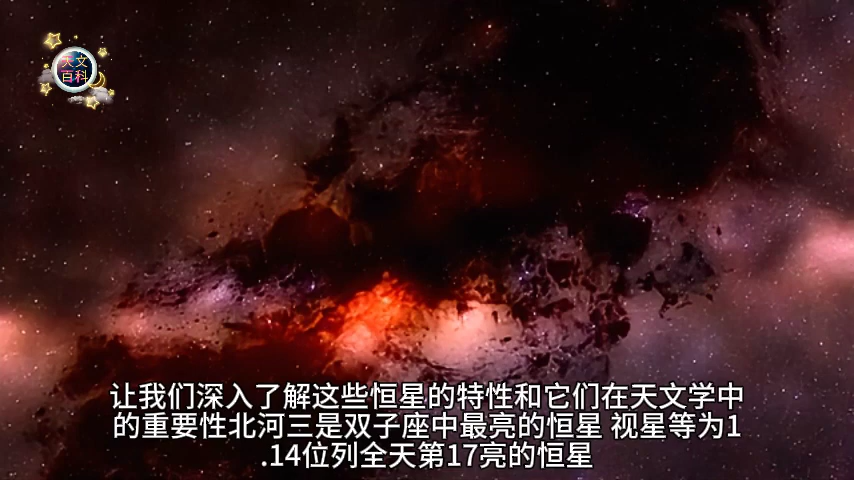 天文
百科
让我们深入了解这些恒星的特性和它们在天文学中
的重要性北河三是双子座中最亮的恒星 视星等为1
.14位列全天第17亮的恒星